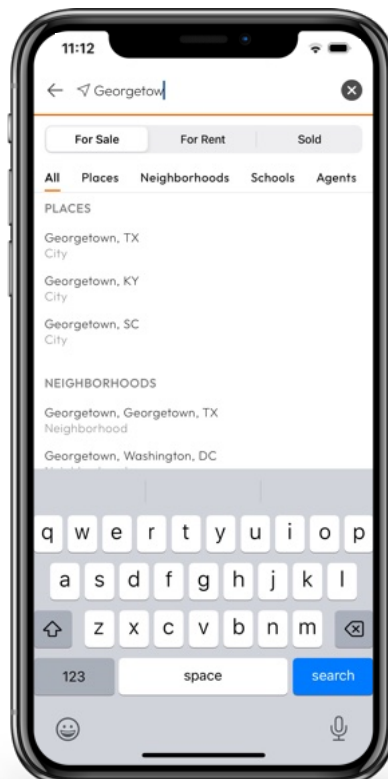 11:12
Georgetow
For Sale For Rent Sold
All Places Neighborhoods Schools Agents
PLACES
Georgetown, TX
City
Georgetown, KY
City
Georgetown, SC
City
NEIGHBORHOODS
Georgetown, Georgetown, TX
Neighborhood
Georgetown, Washington, DC
q w e r t y u i o p
a s d f g h j k l
z x c v b n m
123 space search